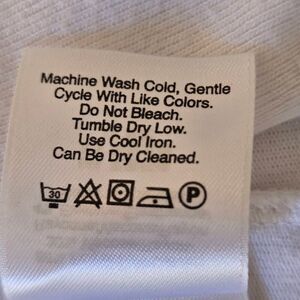 Machine Wash Cold, Gentle
Cycle With Like Colors.
Do Not Bleach.
Tumble Dry Low.
Use Cool Iron.
Can Be Dry Cleaned.
30 P